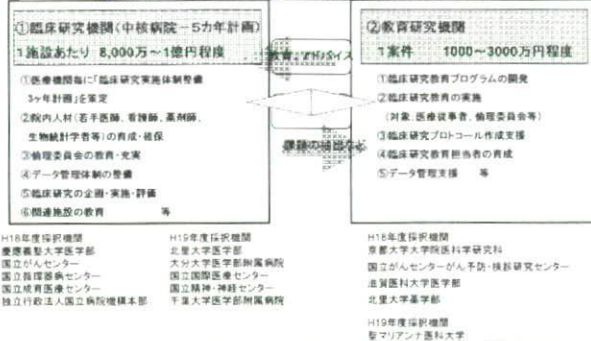 ①臨床研究機関(中核病院－5カ年計画)
1施設あたり 8,000万～1億円程度
①医療機関毎に「臨床研究実施体制整備
3ヶ年計画」を策定
②院内人材(若手医師、看護師、薬剤師、
生物統計学者等)の育成・確保
③倫理委員会の教育・充実
④データ管理体制の整備
⑤臨床研究の企画・実施・評価
⑥関連施設の教育 等
教育、アドバイス
課題の抽出など
②教育研究機関
1案件 1000～3000万円程度
①臨床研究教育プログラムの開発
②臨床研究教育の実施
(対象、医療従事者、倫理委員会等)
③臨床研究プロトコール作成支援
④臨床研究教育担当者の育成
⑤データ管理支援 等
H18年度採択機関
慶應義塾大学医学部
国立がんセンター
国立循環器病センター
国立成育医療センター
独立行政法人国立病院機構本部
H19年度採択機関
北里大学医学部
大分大学医学部附属病院
国立国際医療センター
国立精神・神経センター
千葉大学医学部附属病院
H18年度採択機関
京都大学大学院医科学研究科
国立がんセンターがん予防・検診研究センター
滋賀医科大学医学部
北里大学薬学部
H19年度採択機関
聖マリアンナ医科大学